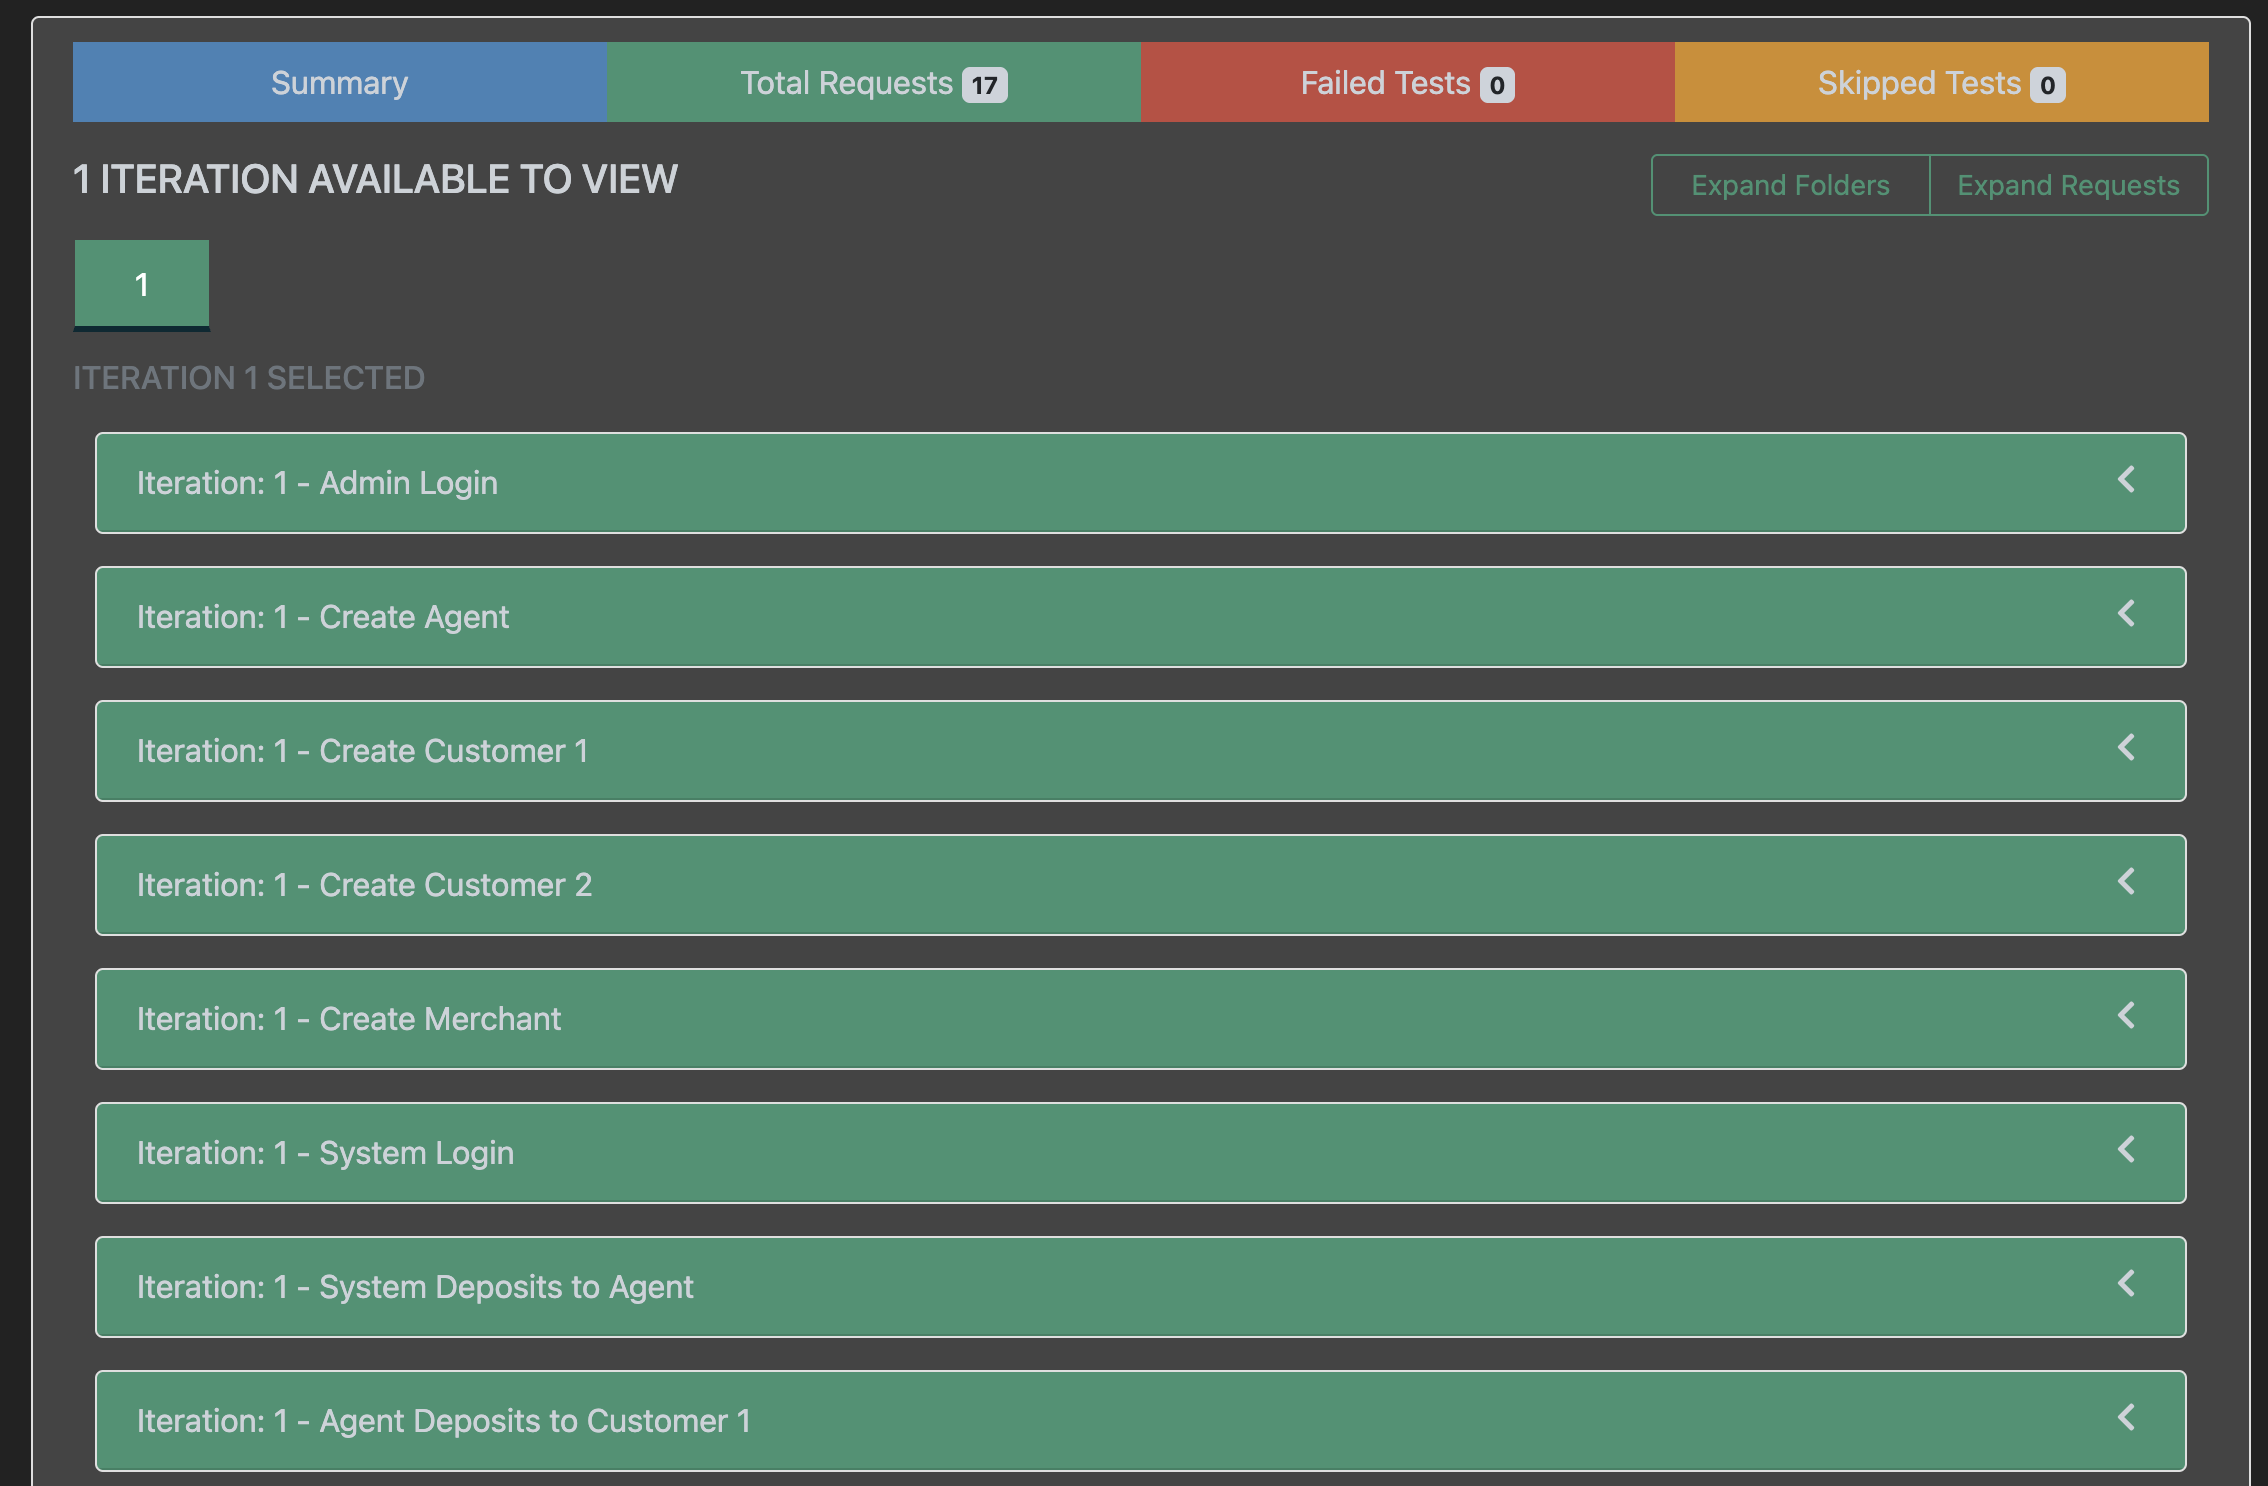 Summary
Total Requests 17
Failed Tests 0
Skipped Tests 0
1 ITERATION AVAILABLE TO VIEW
Expand Folders
Expand Requests
1
ITERATION 1 SELECTED
Iteration: 1 - Admin Login
Iteration: 1 - Create Agent
Iteration: 1 - Create Customer 1
Iteration: 1 - Create Customer 2
Iteration: 1 - Create Merchant
Iteration: 1 - System Login
Iteration: 1 - System Deposits to Agent
Iteration: 1 - Agent Deposits to Customer 1